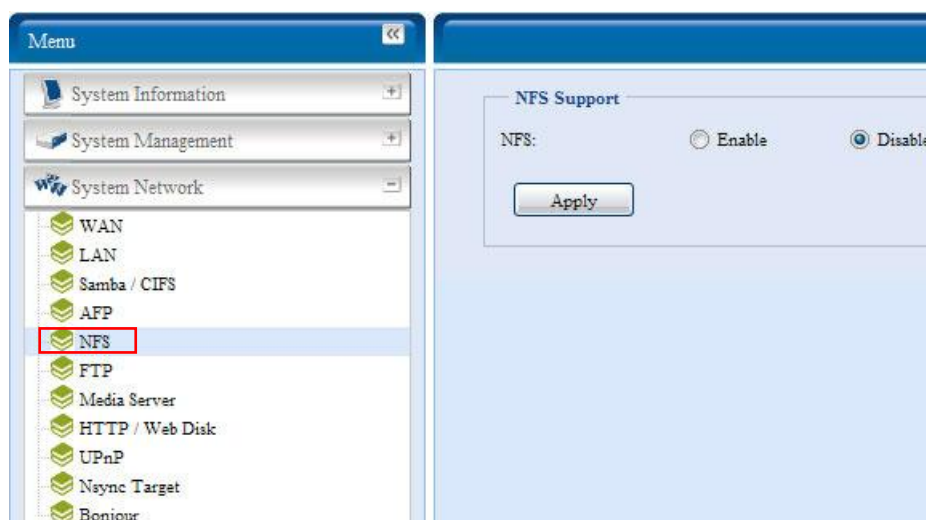 Menu
System Information
System Management
System Network
WAN
LAN
Samba / CIFS
AFP
NFS
FTP
Media Server
HTTP / Web Disk
UPnP
Nsync Target
Bonjour
NFS Support
NFS: Enable Disable
Apply